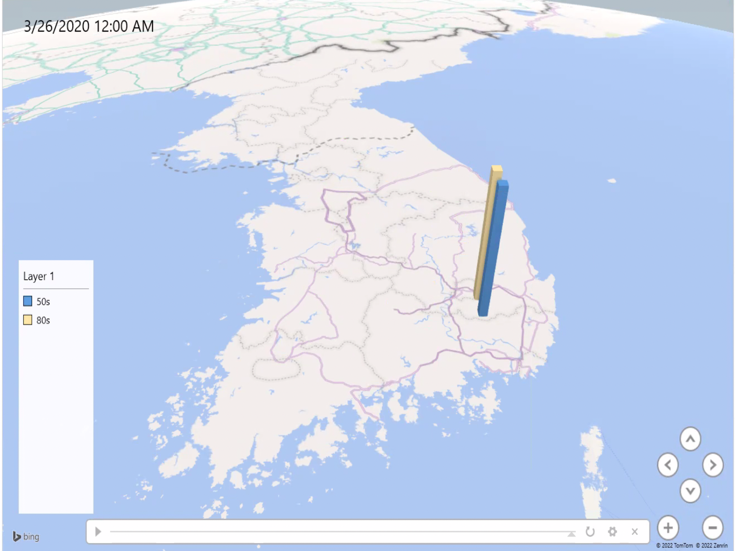 3/26/2020 12:00 AM
Layer 1
50s
80s
bing
© 2022 TomTom © 2022 Zenrin